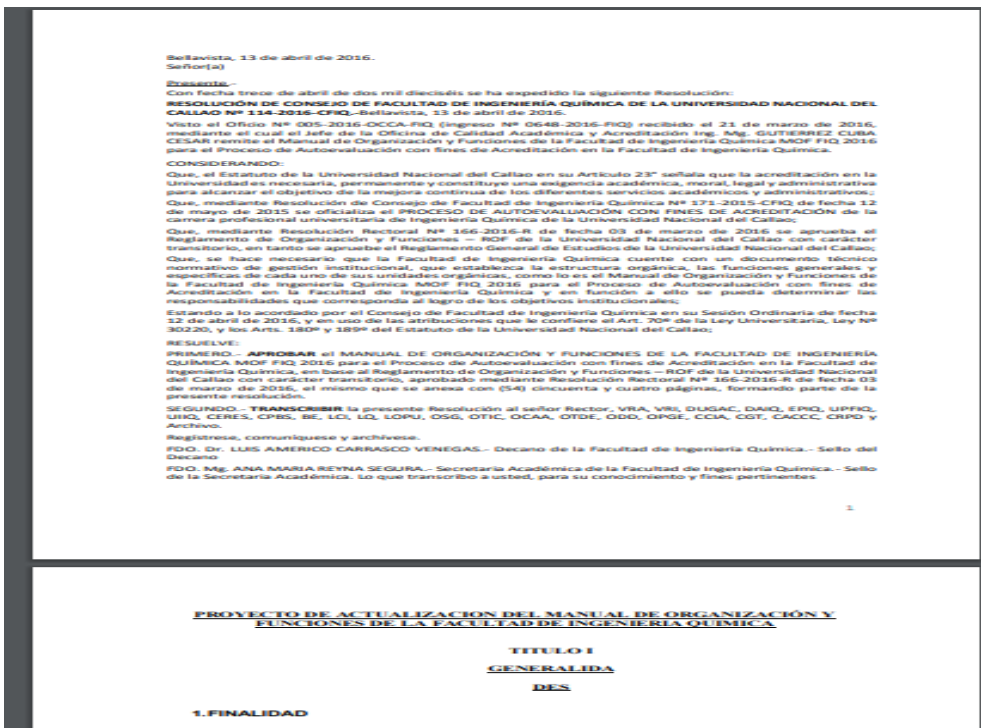 Bellavista, 13 de abril de 2016.
Señor(a)
Presente.-
Con fecha trece de abril de dos mil dieciséis se ha expedido la siguiente Resolución:
RESOLUCIÓN DE CONSEJO DE FACULTAD DE INGENIERÍA QUÍMICA DE LA UNIVERSIDAD NACIONAL DEL
CALLAO Nº 114-2016-CFIQ.-Bellavista, 13 de abril de 2016.
Visto el Oficio Nº 005-2016-OCCA-FIQ (ingreso Nº 0648-2016-FIQ) recibido el 21 de marzo de 2016,
mediante el cual el Jefe de la Oficina de Calidad Académica y Acreditación Ing. Mg. GUTIERREZ CUBA
CESAR remite el Manual de Organización y Funciones de la Facultad de Ingeniería Química MOF FIQ 2016
para el Proceso de Autoevaluación con fines de Acreditación en la Facultad de Ingeniería Química.
CONSIDERANDO:
Que, el Estatuto de la Universidad Nacional del Callao en su Artículo 23° señala que la acreditación en la
Universidad es necesaria, permanente y constituye una exigencia académica, moral, legal y administrativa
para alcanzar el objetivo de la mejora continua de los diferentes servicios académicos y administrativos;
Que, mediante Resolución de Consejo de Facultad de Ingeniería Química Nº 171-2015-CFIQ de fecha 12
de mayo de 2015 se oficializa el PROCESO DE AUTOEVALUACIÓN CON FINES DE ACREDITACIÓN de la
carrera profesional universitaria de Ingeniería Química de la Universidad Nacional del Callao;
Que, mediante Resolución Rectoral Nº 166-2016-R de fecha 03 de marzo de 2016 se aprueba el
Reglamento de Organización y Funciones – ROF de la Universidad Nacional del Callao con carácter
transitorio, en tanto se apruebe el Reglamento General de Estudios de la Universidad Nacional del Callao;
Que, se hace necesario que la Facultad de Ingeniería Química cuente con un documento técnico
normativo de gestión institucional, que establezca la estructura orgánica, las funciones generales y
específicas de cada uno de sus unidades orgánicas, como lo es el Manual de Organización y Funciones de
la Facultad de Ingeniería Química MOF FIQ 2016 para el Proceso de Autoevaluación con fines de
Acreditación en la Facultad de Ingeniería Química y en función a ello se pueda determinar las
responsabilidades que corresponda al logro de los objetivos institucionales;
Estando a lo acordado por el Consejo de Facultad de Ingeniería Química en su Sesión Ordinaria de fecha
12 de abril de 2016, y en uso de las atribuciones que le confiere el Art. 70º de la Ley Universitaria, Ley Nº
30220, y los Arts. 180º y 189º del Estatuto de la Universidad Nacional del Callao;
RESUELVE:
PRIMERO.- APROBAR el MANUAL DE ORGANIZACIÓN Y FUNCIONES DE LA FACULTAD DE INGENIERÍA
QUÍMICA MOF FIQ 2016 para el Proceso de Autoevaluación con fines de Acreditación en la Facultad de
Ingeniería Química, en base al Reglamento de Organización y Funciones – ROF de la Universidad Nacional
del Callao con carácter transitorio, aprobado mediante Resolución Rectoral Nº 166-2016-R de fecha 03
de marzo de 2016, el mismo que se anexa con (54) cincuenta y cuatro páginas, formando parte de la
presente resolución.
SEGUNDO.- TRANSCRIBIR la presente Resolución al señor Rector, VRA, VRI, DUGAC, DAIQ, EPIQ, UPFIQ,
UIIQ, CERES, CPBS, BE, LCI, LQ, LOPU, OSG, OTIC, OCAA, OTDE, ODD, OPGE, CCIA, CGT, CACCC, CRPD y
Archivo.
Regístrese, comuníquese y archívese.
FDO. Dr. LUIS AMERICO CARRASCO VENEGAS.- Decano de la Facultad de Ingeniería Química.- Sello del
Decano
FDO. Mg. ANA MARIA REYNA SEGURA.- Secretaria Académica de la Facultad de Ingeniería Química.- Sello
de la Secretaria Académica. Lo que transcribo a usted, para su conocimiento y fines pertinentes
1
PROYECTO DE ACTUALIZACION DEL MANUAL DE ORGANIZACIÓN Y
FUNCIONES DE LA FACULTAD DE INGENIERIA QUIMICA
TITULO I
GENERALIDA
DES
1.FINALIDAD